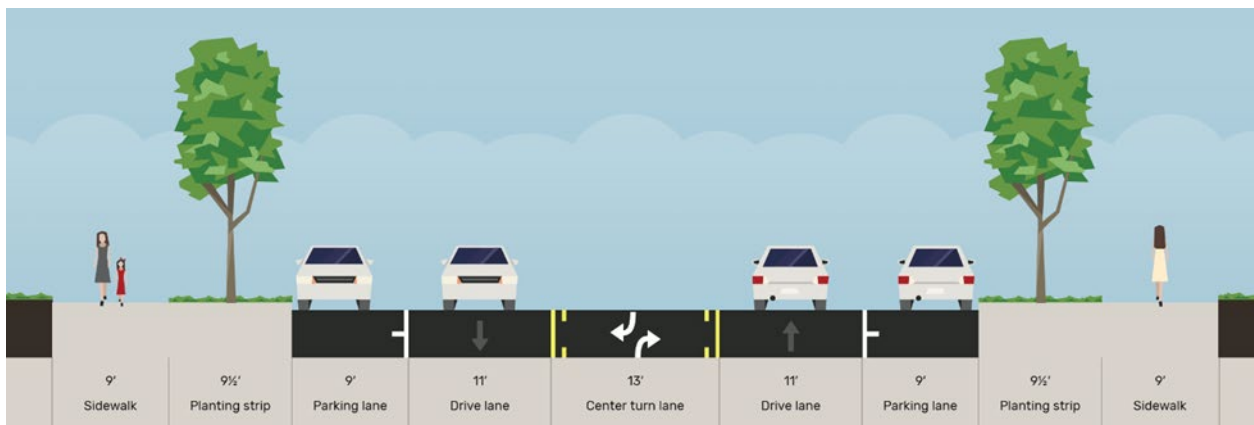 9' 9½' 9' 11' 13' 11' 9' 9½' 9'
Sidewalk Planting strip Parking lane Drive lane Center turn lane Drive lane Parking lane Planting strip Sidewalk